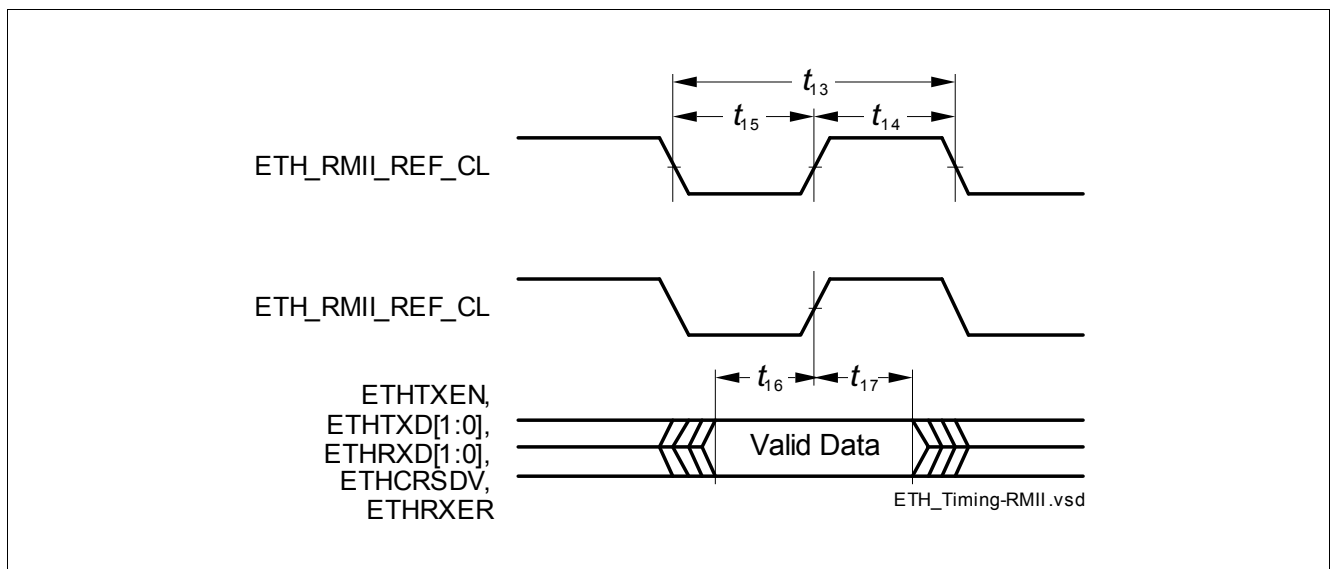 t13
t15
t14
ETH_RMII_REF_CL
ETH_RMII_REF_CL
t16
t17
ETHTXEN,
ETHTXD[1:0],
ETHRXD[1:0],
ETHCRSDV,
ETHRXER
Valid Data
ETH_Timing-RMII.vsd